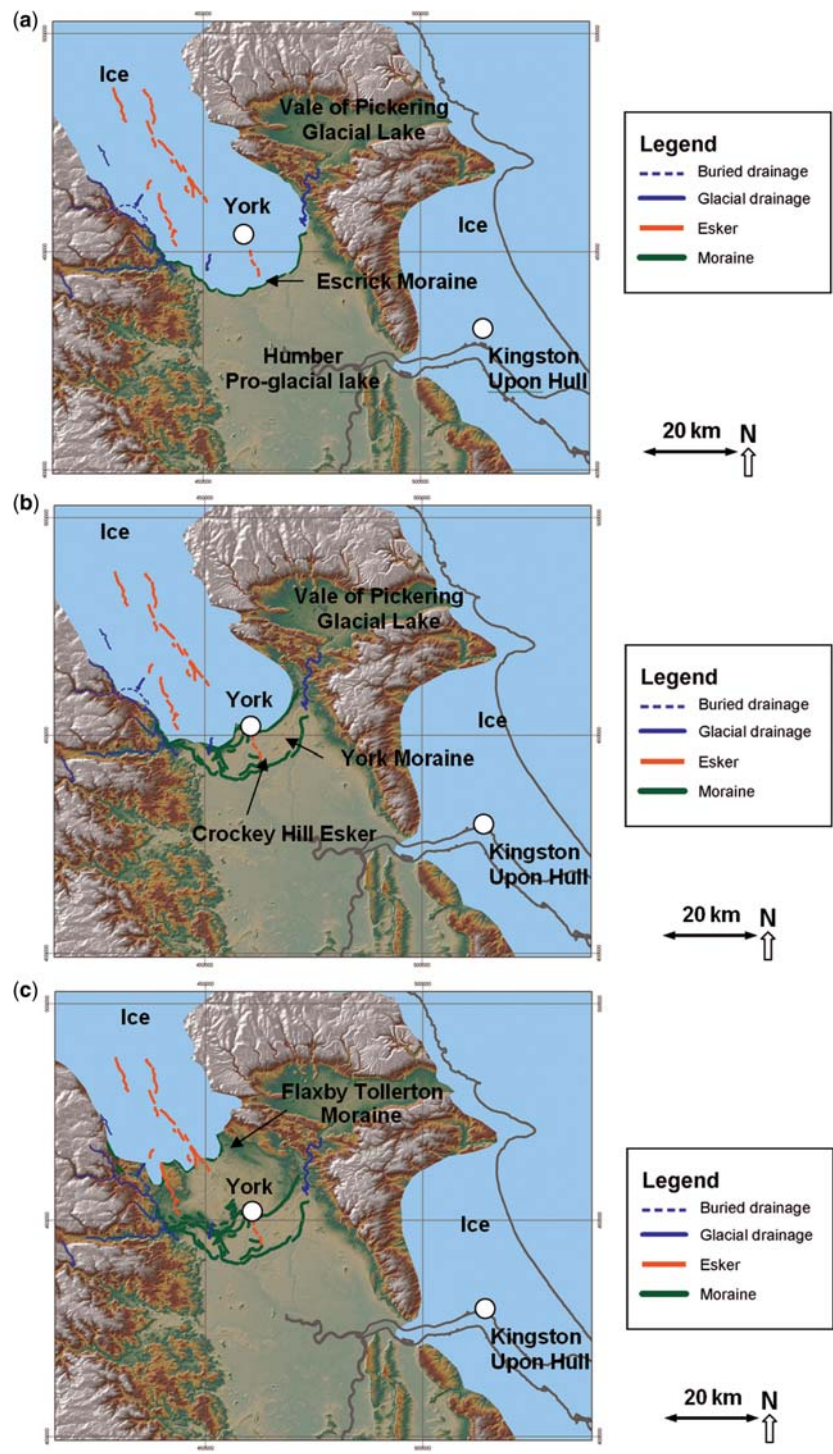 (a)
Ice
Vale of Pickering
Glacial Lake
York
Ice
Escrick Moraine
Humber
Pro-glacial lake
Kingston
Upon Hull
Legend
Buried drainage
Glacial drainage
Esker
Moraine
20 km
N
(b)
Ice
Vale of Pickering
Glacial Lake
York
Ice
York Moraine
Crockey Hill Esker
Kingston
Upon Hull
Legend
Buried drainage
Glacial drainage
Esker
Moraine
20 km
N
(c)
Ice
Flaxby Tollerton
Moraine
York
Ice
Kingston
Upon Hull
Legend
Buried drainage
Glacial drainage
Esker
Moraine
20 km
N